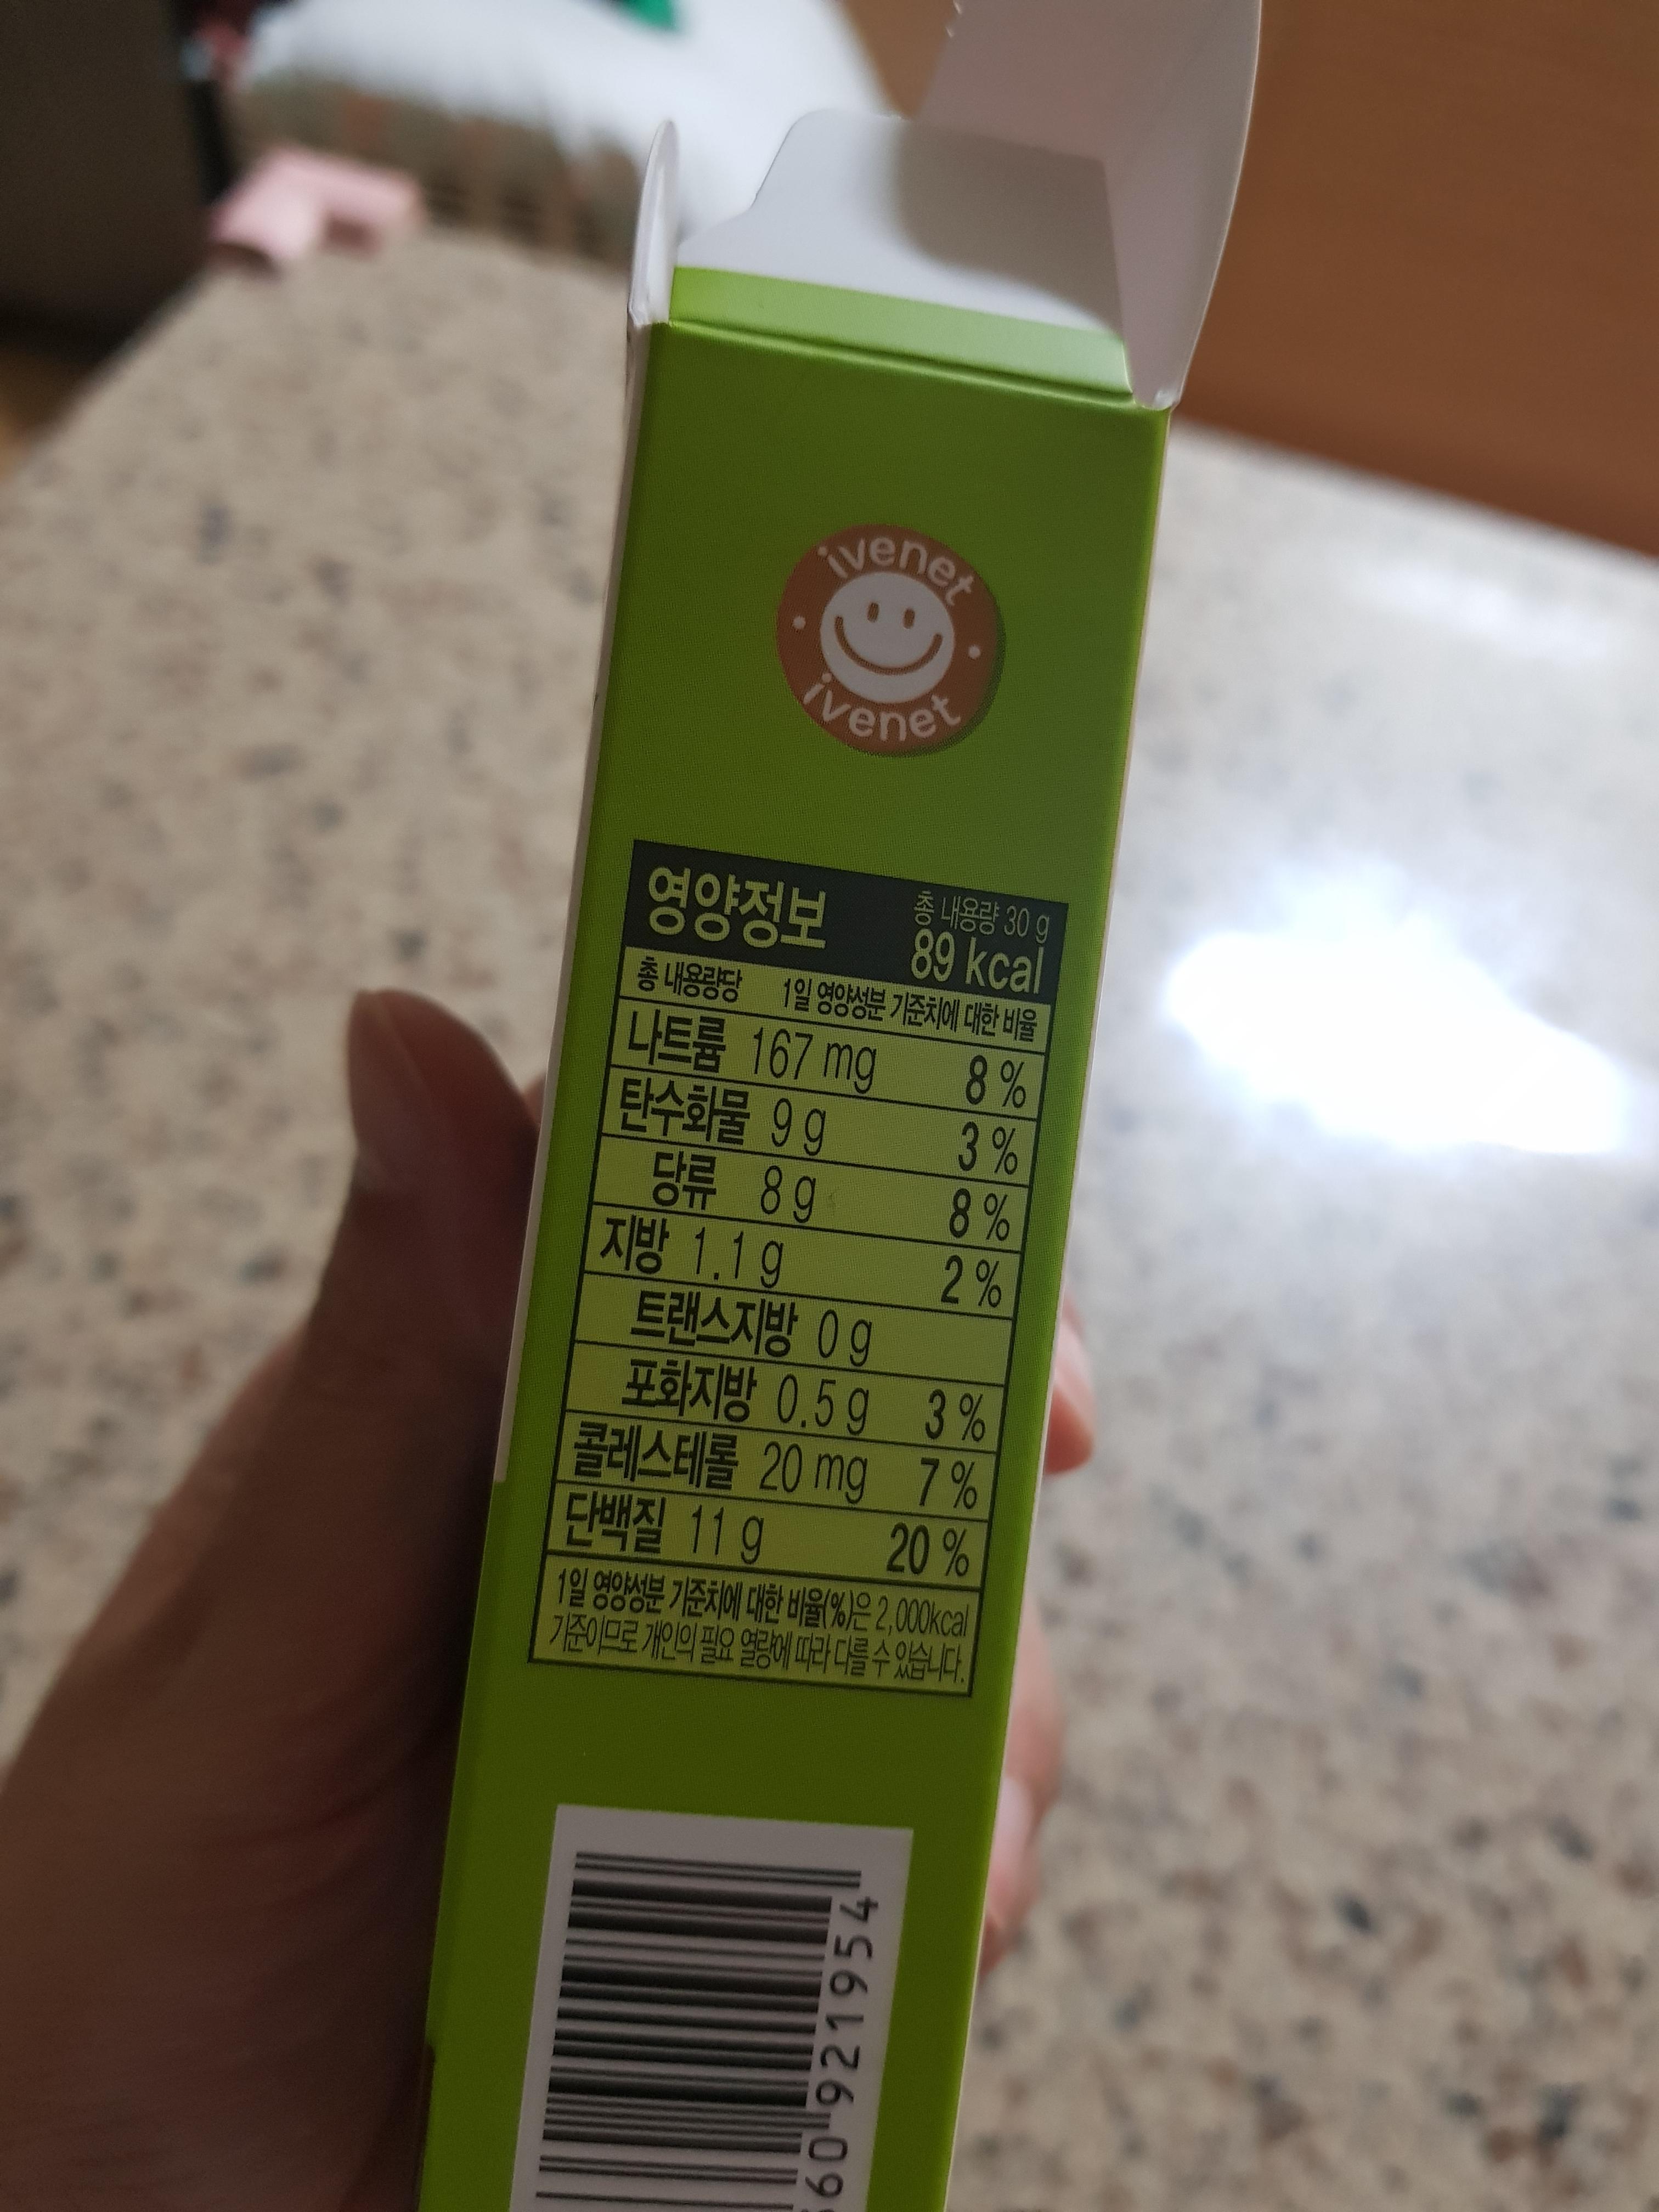 ivenet
ivenet
영양정보 총 내용량 30 g
89 kcal
총 내용량당 1일 영양성분 기준치에 대한 비율
나트륨 167 mg 8 %
탄수화물 9 g 3 %
당류 8 g 8 %
지방 1.1 g 2 %
트랜스지방 0 g
포화지방 0.5 g 3 %
콜레스테롤 20 mg 7 %
단백질 11 g 20 %
1일 영양성분 기준치에 대한 비율(%)은 2,000kcal
기준이므로 개인의 필요 열량에 따라 다를 수 있습니다.
60 921954